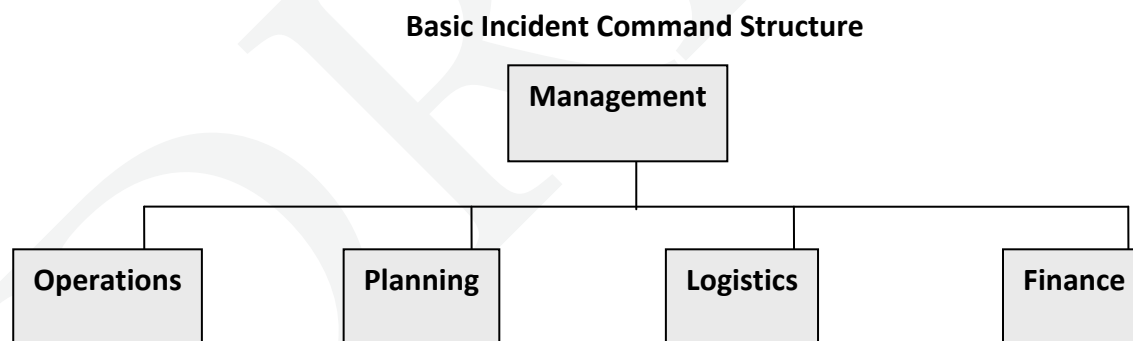 Basic Incident Command Structure
Management
Operations Planning Logistics Finance